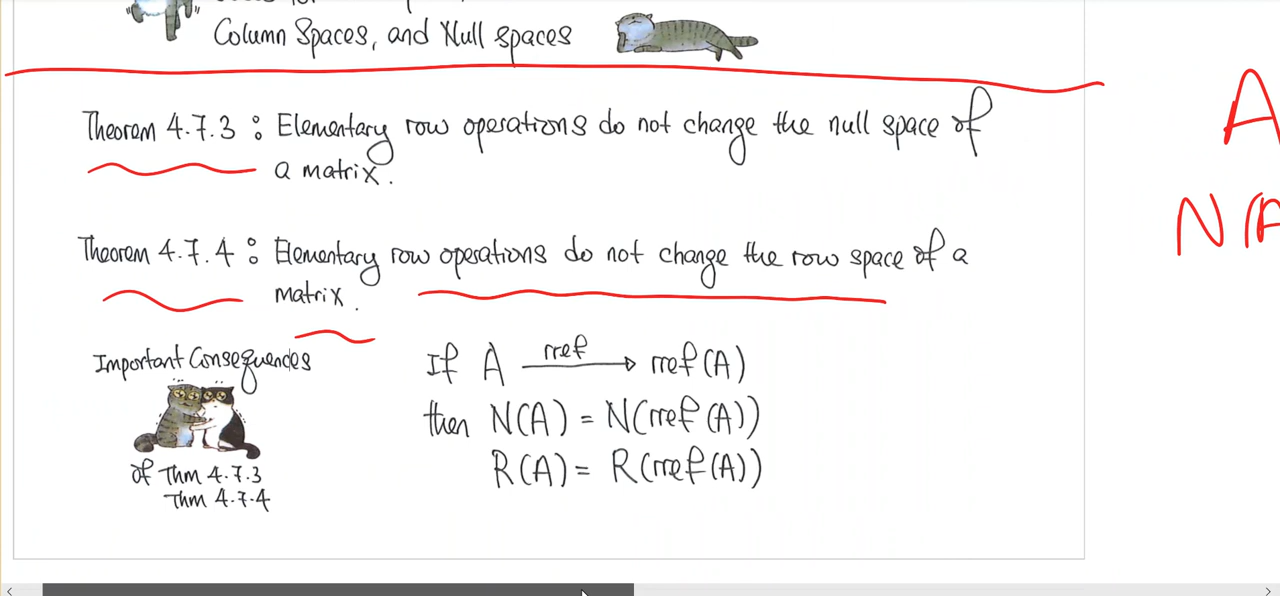 Column Spaces, and Null spaces
Theorem 4.7.3 : Elementary row operations do not change the null space of
a matrix.
Theorem 4.7.4 : Elementary row operations do not change the row space of a
matrix.
Important Consequences
of Thm 4.7.3
Thm 4.7.4
If A rref → rref(A)
then N(A) = N(rref(A))
R(A) = R(rref(A))
A
N(A